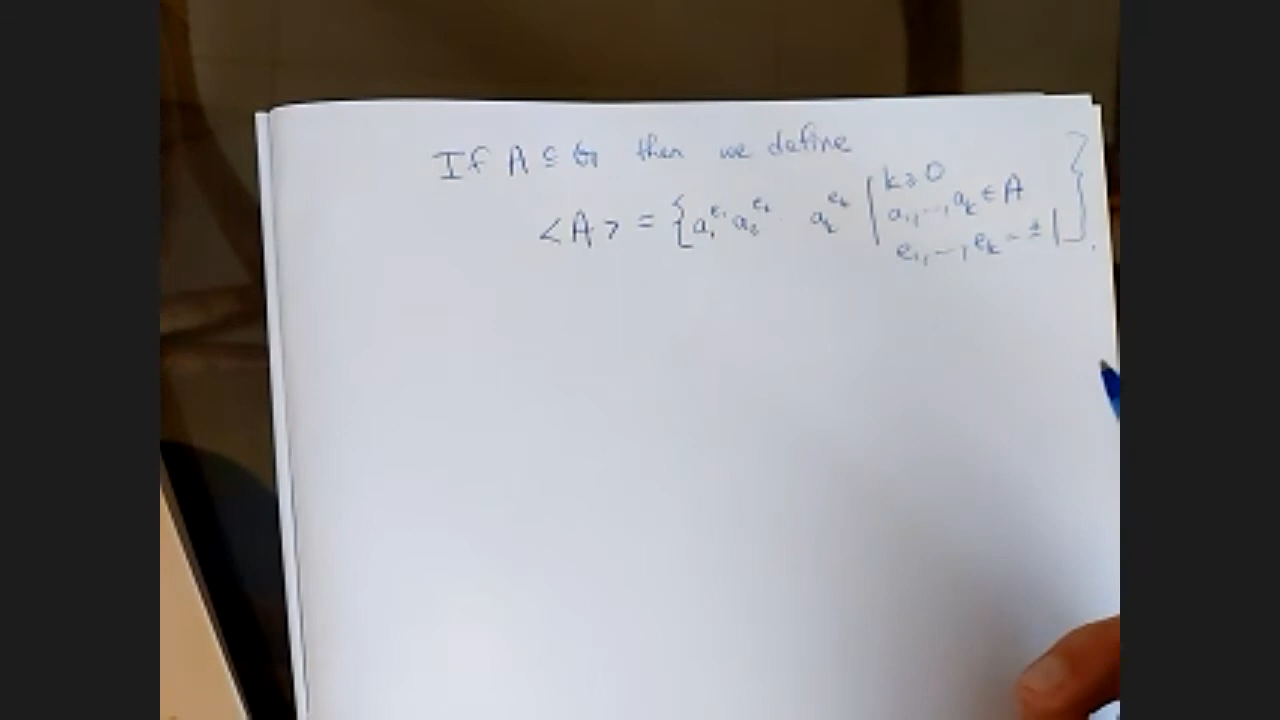 If A ⊆ G then we define
<A> = { a₁^e₁ a₂^e₂ a_k^e_k | k ≥ 0
a₁, ..., a_k ∈ A
e₁, ..., e_k = ± 1 }.